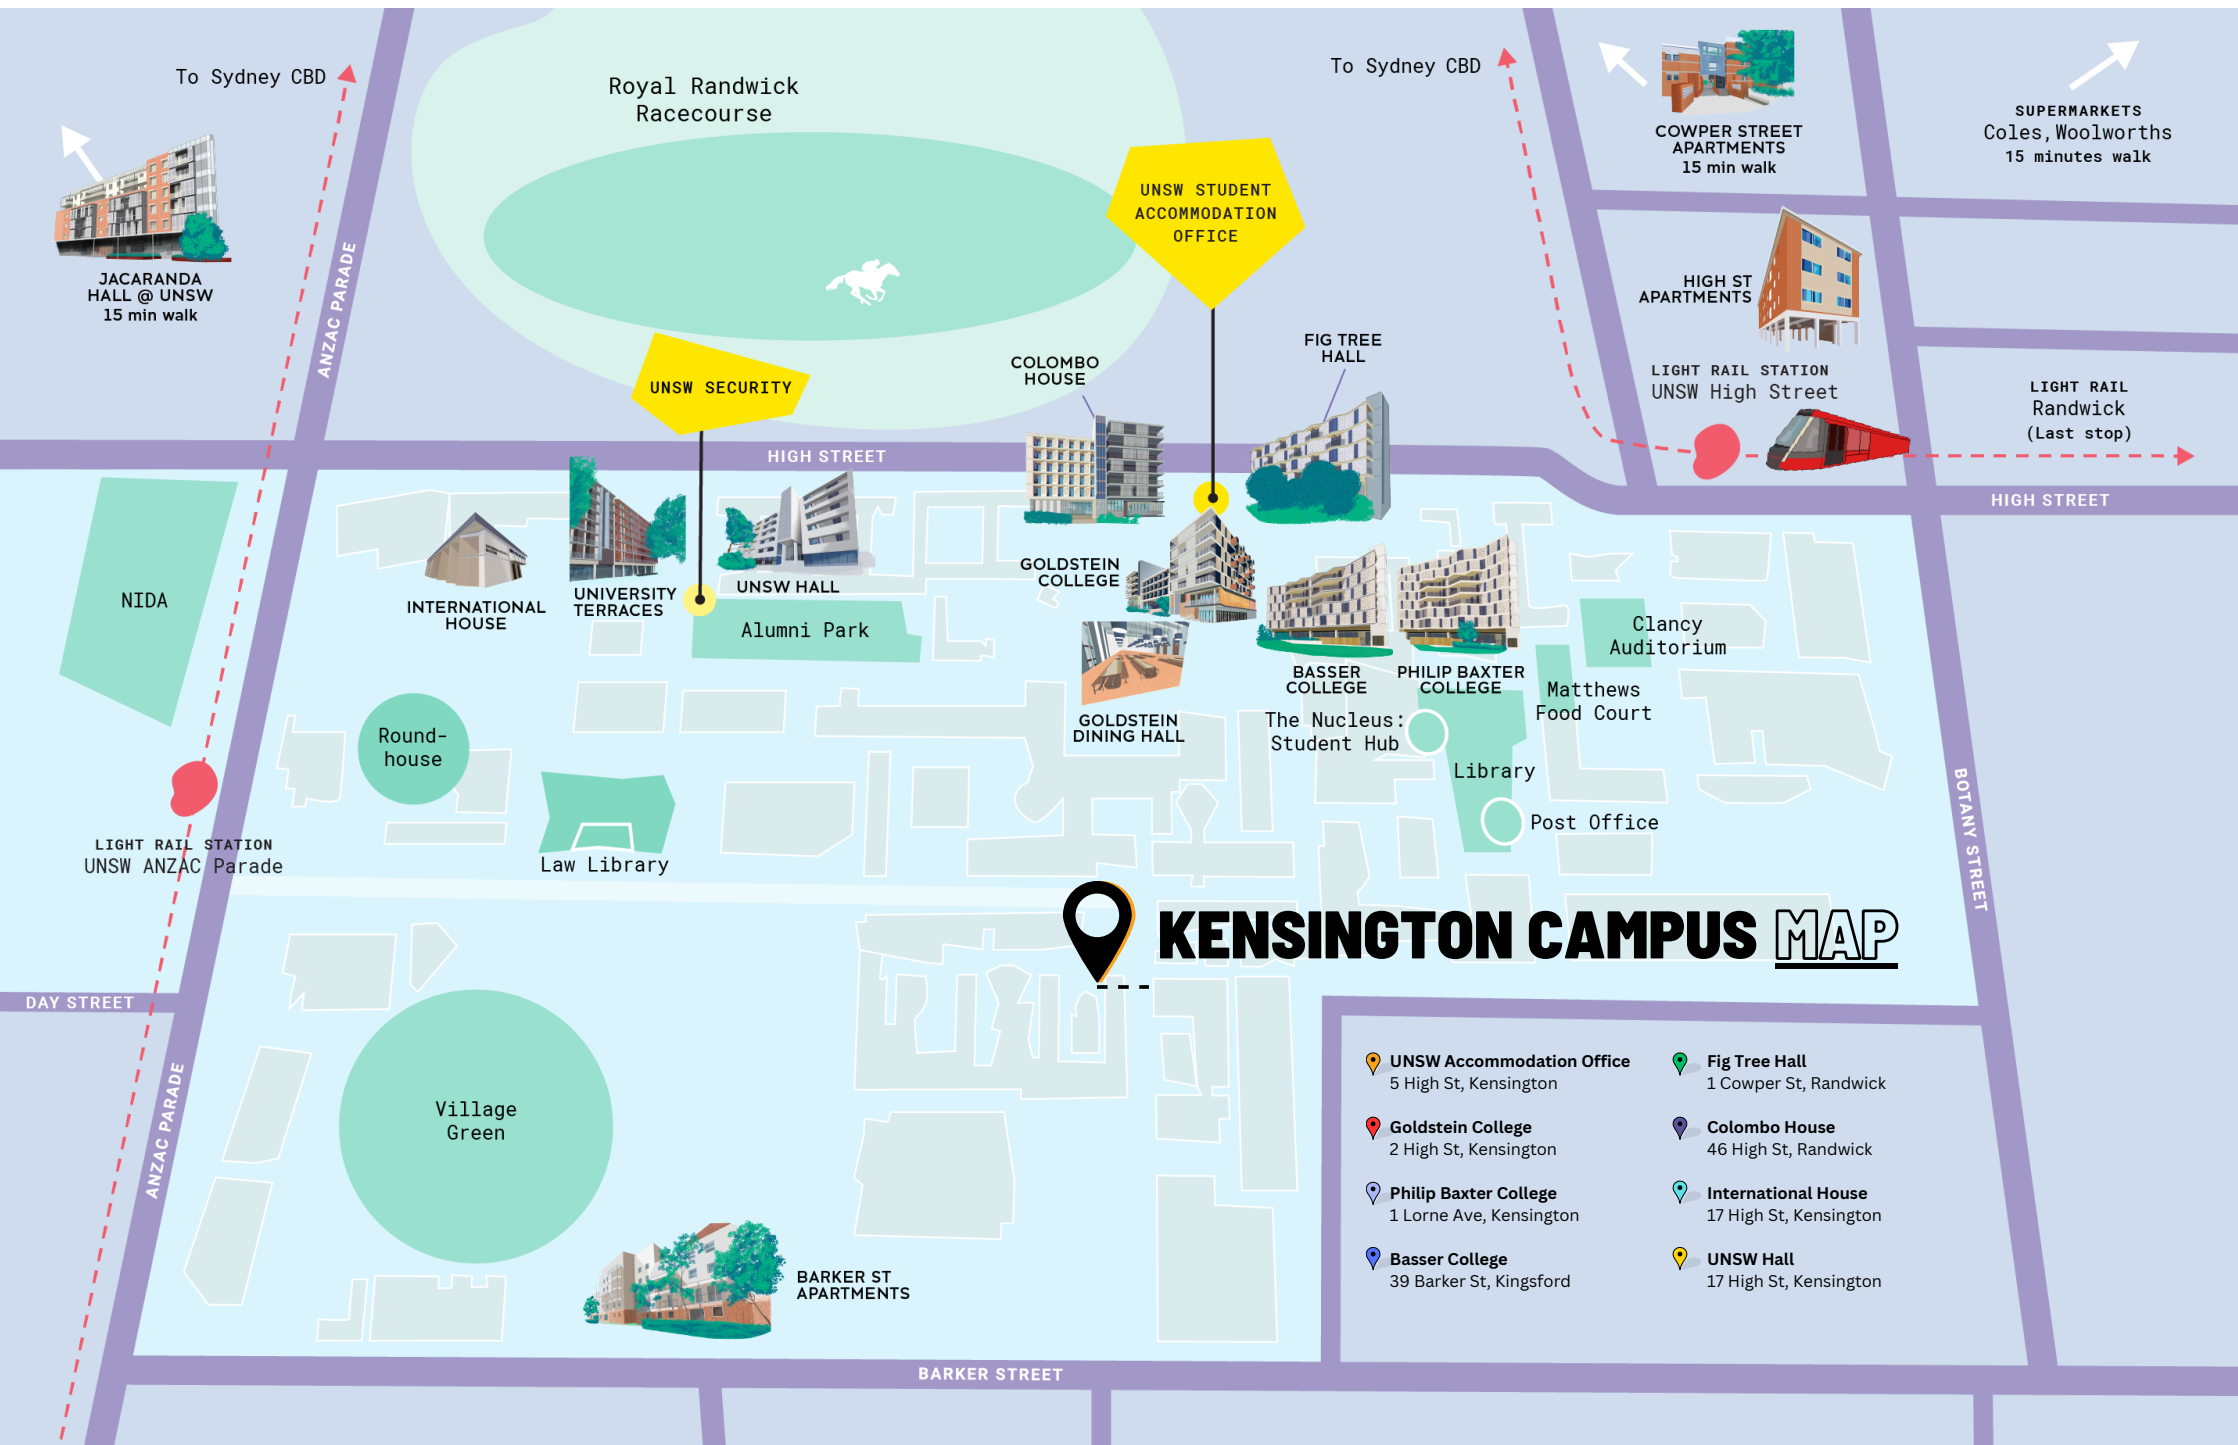 To Sydney CBD
Royal Randwick
Racecourse
To Sydney CBD
COWPER STREET
APARTMENTS
15 min walk
SUPERMARKETS
Coles, Woolworths
15 minutes walk
UNSW STUDENT
ACCOMMODATION
OFFICE
JACARANDA
HALL @ UNSW
15 min walk
ANZAC PARADE
HIGH ST
APARTMENTS
UNSW SECURITY
COLOMBO
HOUSE
FIG TREE
HALL
LIGHT RAIL STATION
UNSW High Street
LIGHT RAIL
Randwick
(Last stop)
HIGH STREET
HIGH STREET
NIDA
INTERNATIONAL
HOUSE
UNIVERSITY
TERRACES
UNSW HALL
Alumni Park
GOLDSTEIN
COLLEGE
GOLDSTEIN
DINING HALL
BASSER
COLLEGE
PHILIP BAXTER
COLLEGE
Clancy
Auditorium
Matthews
Food Court
The Nucleus:
Student Hub
Library
Post Office
Round-
house
Law Library
LIGHT RAIL STATION
UNSW ANZAC Parade
BOTANY STREET
KENSINGTON CAMPUS MAP
DAY STREET
ANZAC PARADE
Village
Green
BARKER ST
APARTMENTS
UNSW Accommodation Office
5 High St, Kensington
Goldstein College
2 High St, Kensington
Philip Baxter College
1 Lorne Ave, Kensington
Basser College
39 Barker St, Kingsford
Fig Tree Hall
1 Cowper St, Randwick
Colombo House
46 High St, Randwick
International House
17 High St, Kensington
UNSW Hall
17 High St, Kensington
BARKER STREET